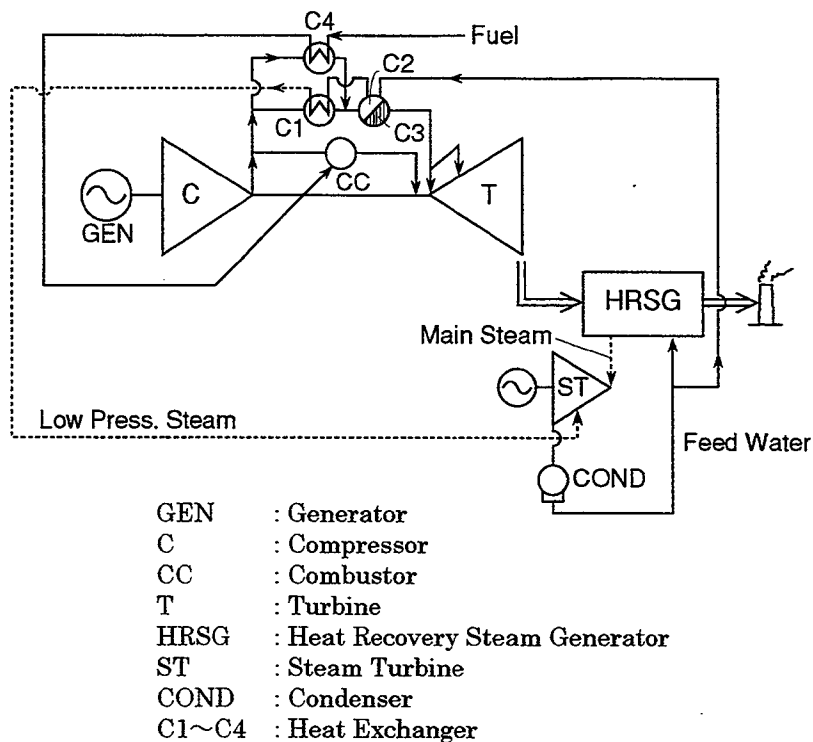 C4
Fuel
C2
C1
C3
CC
C
T
GEN
HRSG
Main Steam
ST
Low Press. Steam
Feed Water
COND
GEN : Generator
C : Compressor
CC : Combustor
T : Turbine
HRSG : Heat Recovery Steam Generator
ST : Steam Turbine
COND : Condenser
C1~C4 : Heat Exchanger